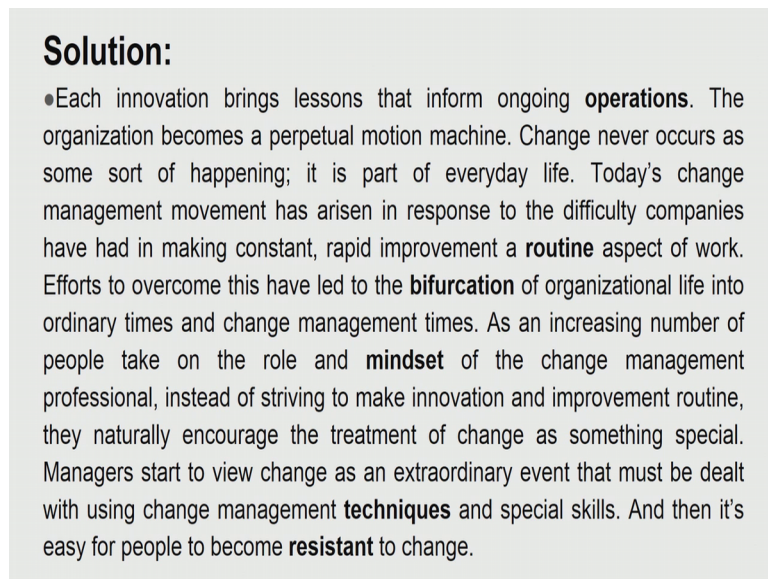 Solution:
●Each innovation brings lessons that inform ongoing operations. The
organization becomes a perpetual motion machine. Change never occurs as
some sort of happening; it is part of everyday life. Today’s change
management movement has arisen in response to the difficulty companies
have had in making constant, rapid improvement a routine aspect of work.
Efforts to overcome this have led to the bifurcation of organizational life into
ordinary times and change management times. As an increasing number of
people take on the role and mindset of the change management
professional, instead of striving to make innovation and improvement routine,
they naturally encourage the treatment of change as something special.
Managers start to view change as an extraordinary event that must be dealt
with using change management techniques and special skills. And then it’s
easy for people to become resistant to change.